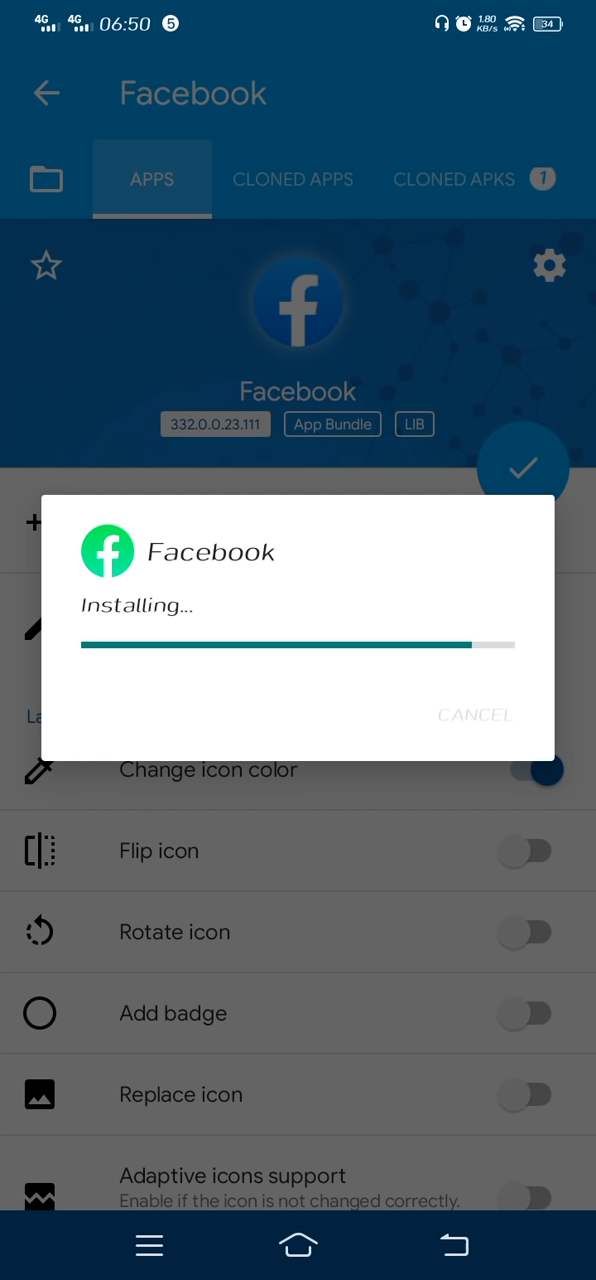 4G 4G 06:50 5 1.80 KB/s 34
Facebook
APPS CLONED APPS CLONED APKS 1
Facebook
332.0.0.23.111 App Bundle LIB
Facebook
Installing...
CANCEL
La
Change icon color
Flip icon
Rotate icon
Add badge
Replace icon
Adaptive icons support
Enable if the icon is not changed correctly.